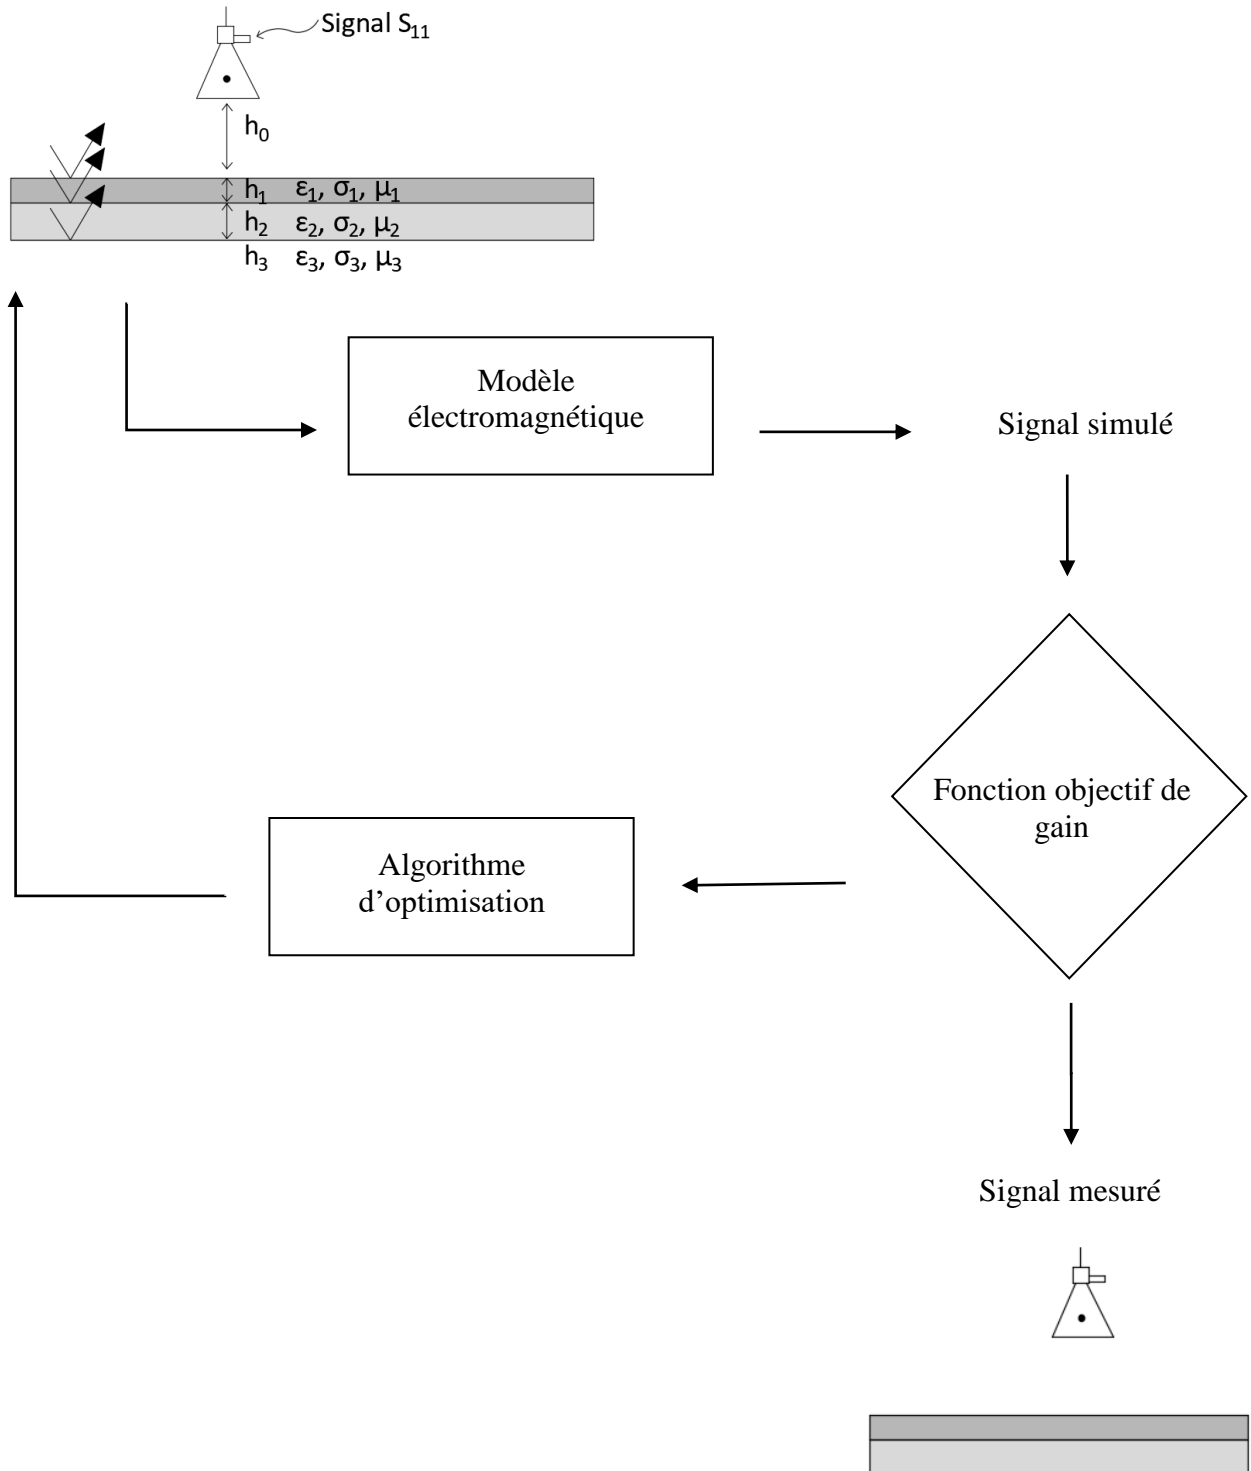 Signal S₁₁
h₀
h₁ ε₁, σ₁, μ₁
h₂ ε₂, σ₂, μ₂
h₃ ε₃, σ₃, μ₃
Modèle
électromagnétique
Signal simulé
Fonction objectif de
gain
Algorithme
d’optimisation
Signal mesuré